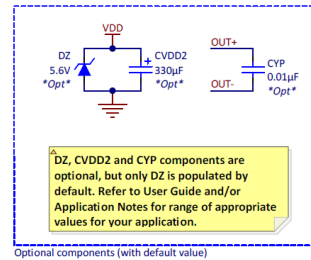 VDD
DZ
5.6V
*Opt*
+ CVDD2
330µF
*Opt*
OUT+
OUT-
CYP
0.01µF
*Opt*
DZ, CVDD2 and CYP components are
optional, but only DZ is populated by
default. Refer to User Guide and/or
Application Notes for range of appropriate
values for your application.
Optional components (with default value)